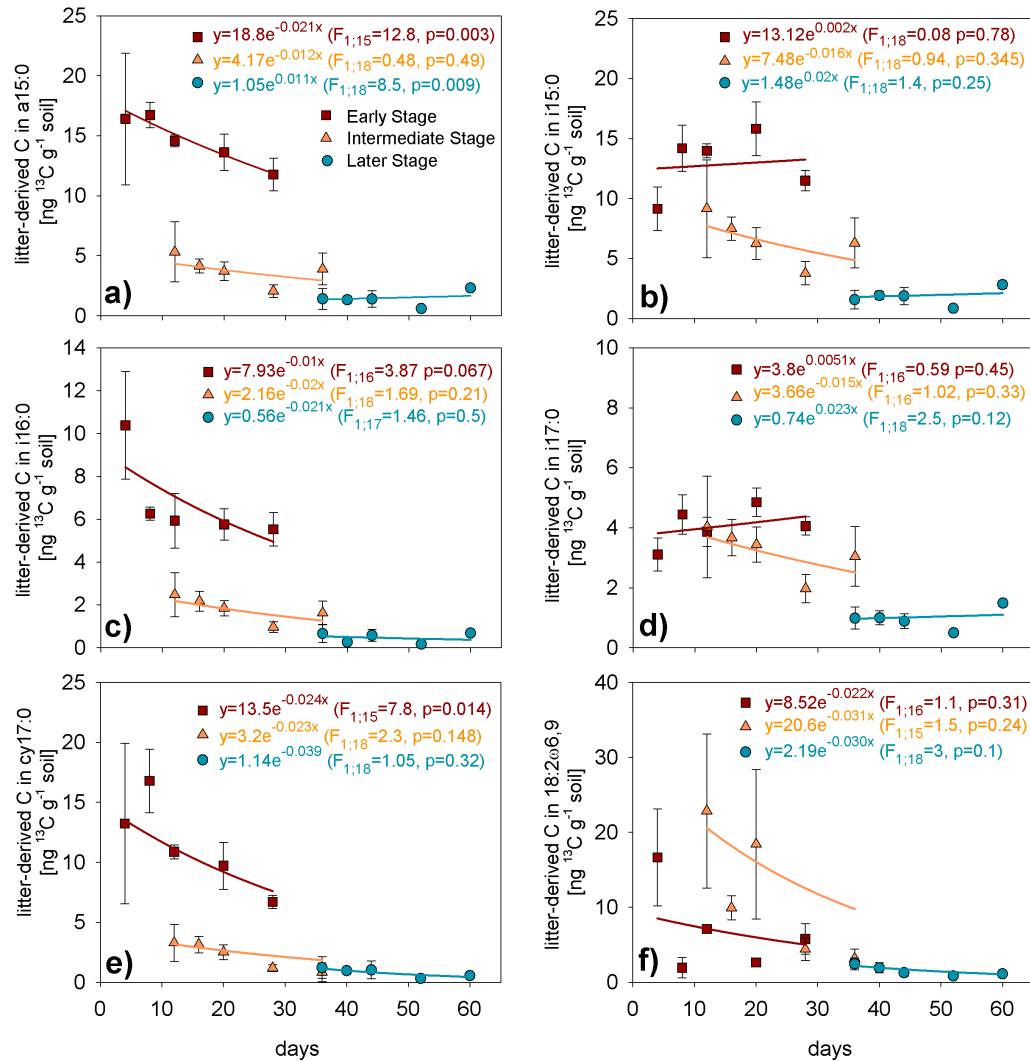 y=18.8e^-0.021x (F1;15=12.8, p=0.003)
y=4.17e^-0.012x (F1;18=0.48, p=0.49)
y=1.05e^0.011x (F1;18=8.5, p=0.009)
Early Stage
Intermediate Stage
Later Stage
litter-derived C in a15:0
[ng ^13C g^-1 soil]
25
20
15
10
5
0
a)
y=13.12e^0.002x (F1;18=0.08 p=0.78)
y=7.48e^-0.016x (F1;18=0.94, p=0.345)
y=1.48e^0.02x (F1;18=1.4, p=0.25)
litter-derived C in i15:0
[ng ^13C g^-1 soil]
25
20
15
10
5
0
b)
y=7.93e^-0.01x (F1;16=3.87 p=0.067)
y=2.16e^-0.02x (F1;18=1.69, p=0.21)
y=0.56e^-0.021x (F1;17=1.46, p=0.5)
litter-derived C in i16:0
[ng ^13C g^-1 soil]
14
12
10
8
6
4
2
0
c)
y=3.8e^0.0051x (F1;16=0.59 p=0.45)
y=3.66e^-0.015x (F1;16=1.02, p=0.33)
y=0.74e^0.023x (F1;18=2.5, p=0.12)
litter-derived C in i17:0
[ng ^13C g^-1 soil]
10
8
6
4
2
0
d)
y=13.5e^-0.024x (F1;15=7.8, p=0.014)
y=3.2e^-0.023x (F1;18=2.3, p=0.148)
y=1.14e^-0.039 (F1;18=1.05, p=0.32)
litter-derived C in cy17:0
[ng ^13C g^-1 soil]
25
20
15
10
5
0
e)
0 10 20 30 40 50 60
days
y=8.52e^-0.022x (F1;16=1.1, p=0.31)
y=20.6e^-0.031x (F1;15=1.5, p=0.24)
y=2.19e^-0.030x (F1;18=3, p=0.1)
litter-derived C in 18:2ω6,9
[ng ^13C g^-1 soil]
40
30
20
10
0
f)
0 10 20 30 40 50 60
days